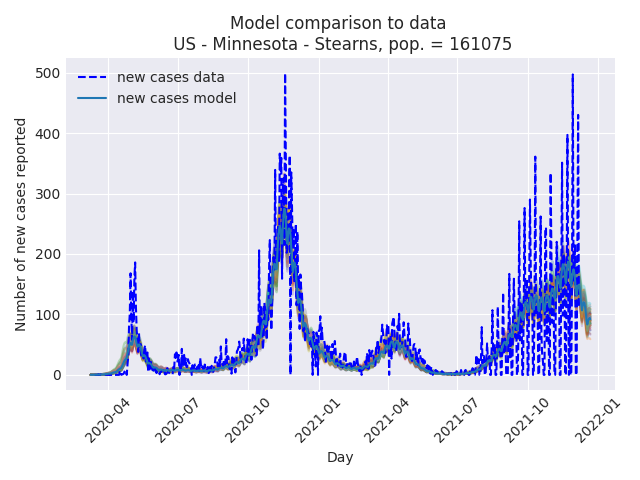 Model comparison to data
US - Minnesota - Stearns, pop. = 161075
new cases data
new cases model
Number of new cases reported
500
400
300
200
100
0
2020-04
2020-07
2020-10
2021-01
2021-04
2021-07
2021-10
2022-01
Day